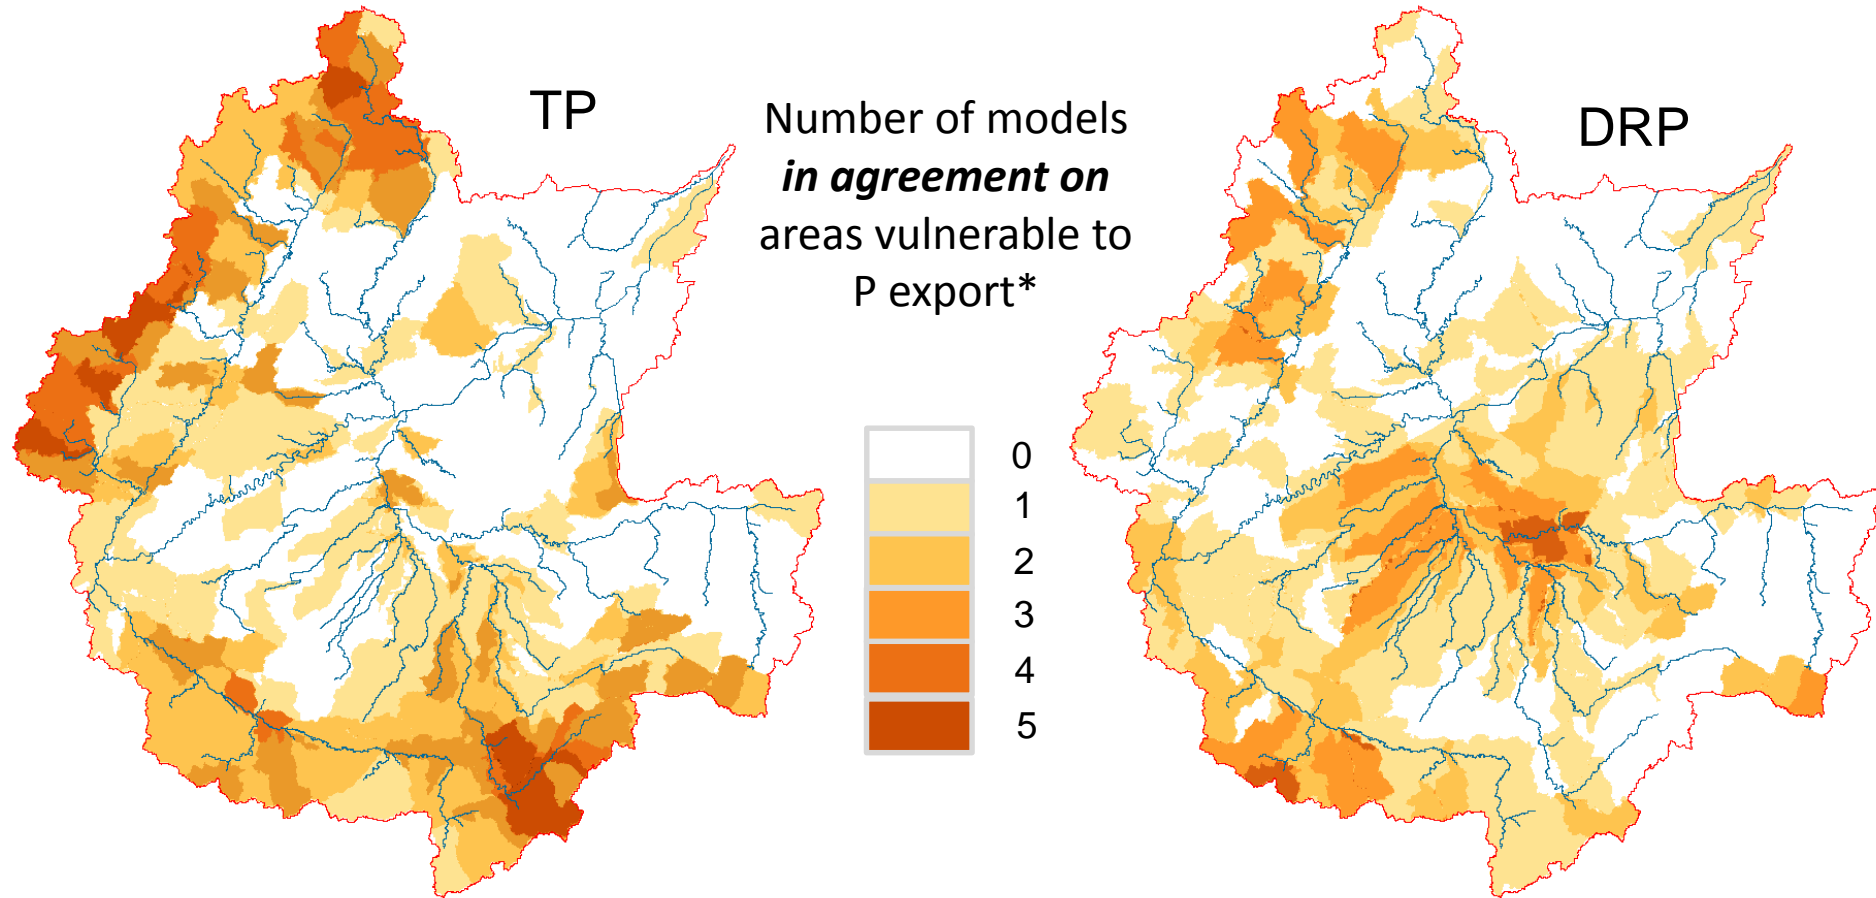 TP
Number of models
in agreement on
areas vulnerable to
P export*
DRP
0
1
2
3
4
5